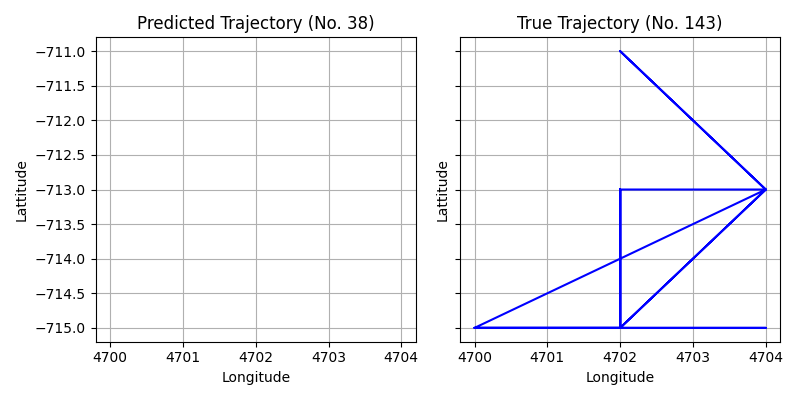 Predicted Trajectory (No. 38)
True Trajectory (No. 143)
Lattitude
−711.0
−711.5
−712.0
−712.5
−713.0
−713.5
−714.0
−714.5
−715.0
4700 4701 4702 4703 4704
Longitude
Lattitude
4700 4701 4702 4703 4704
Longitude